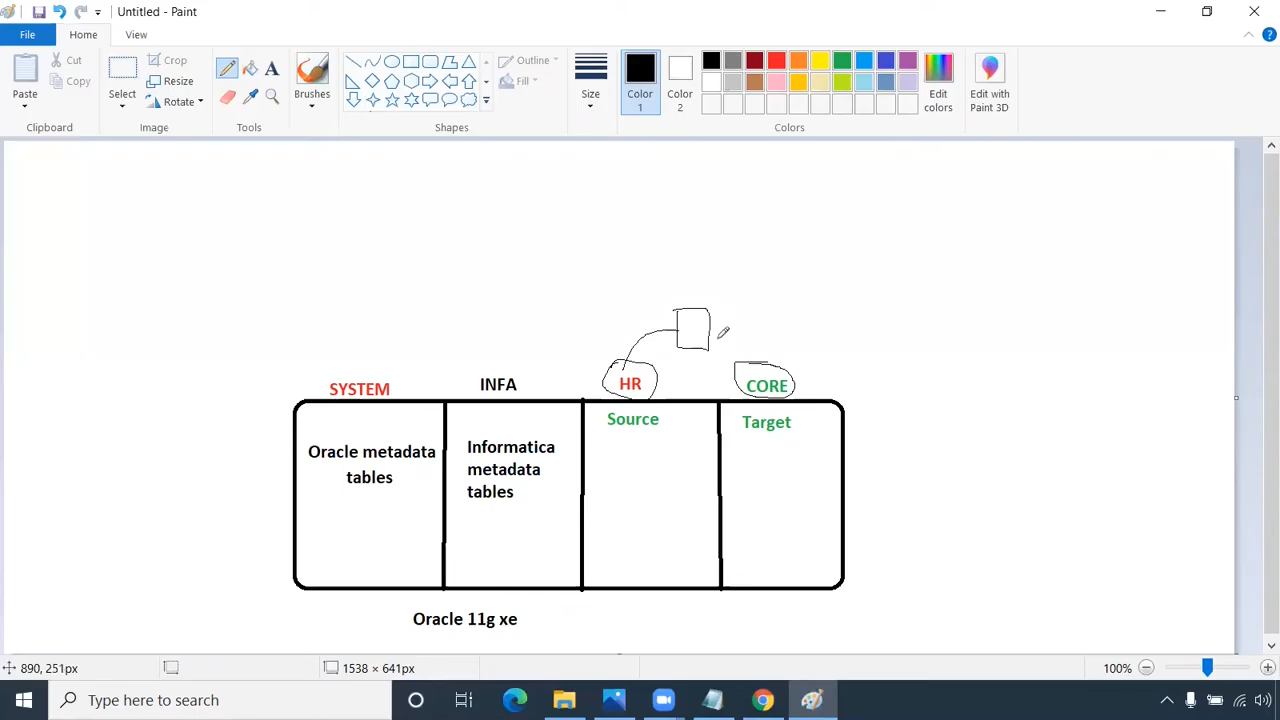 Untitled - Paint
File
Home
View
Paste
Cut
Copy
Clipboard
Select
Crop
Resize
Rotate
Image
A
Tools
Brushes
Outline
Fill
Shapes
Size
Color
1
Color
2
Edit
colors
Colors
Edit with
Paint 3D
?
SYSTEM
INFA
HR
CORE
Source
Target
Oracle metadata
tables
Informatica
metadata
tables
Oracle 11g xe
890, 251px
1538 × 641px
100%
Type here to search